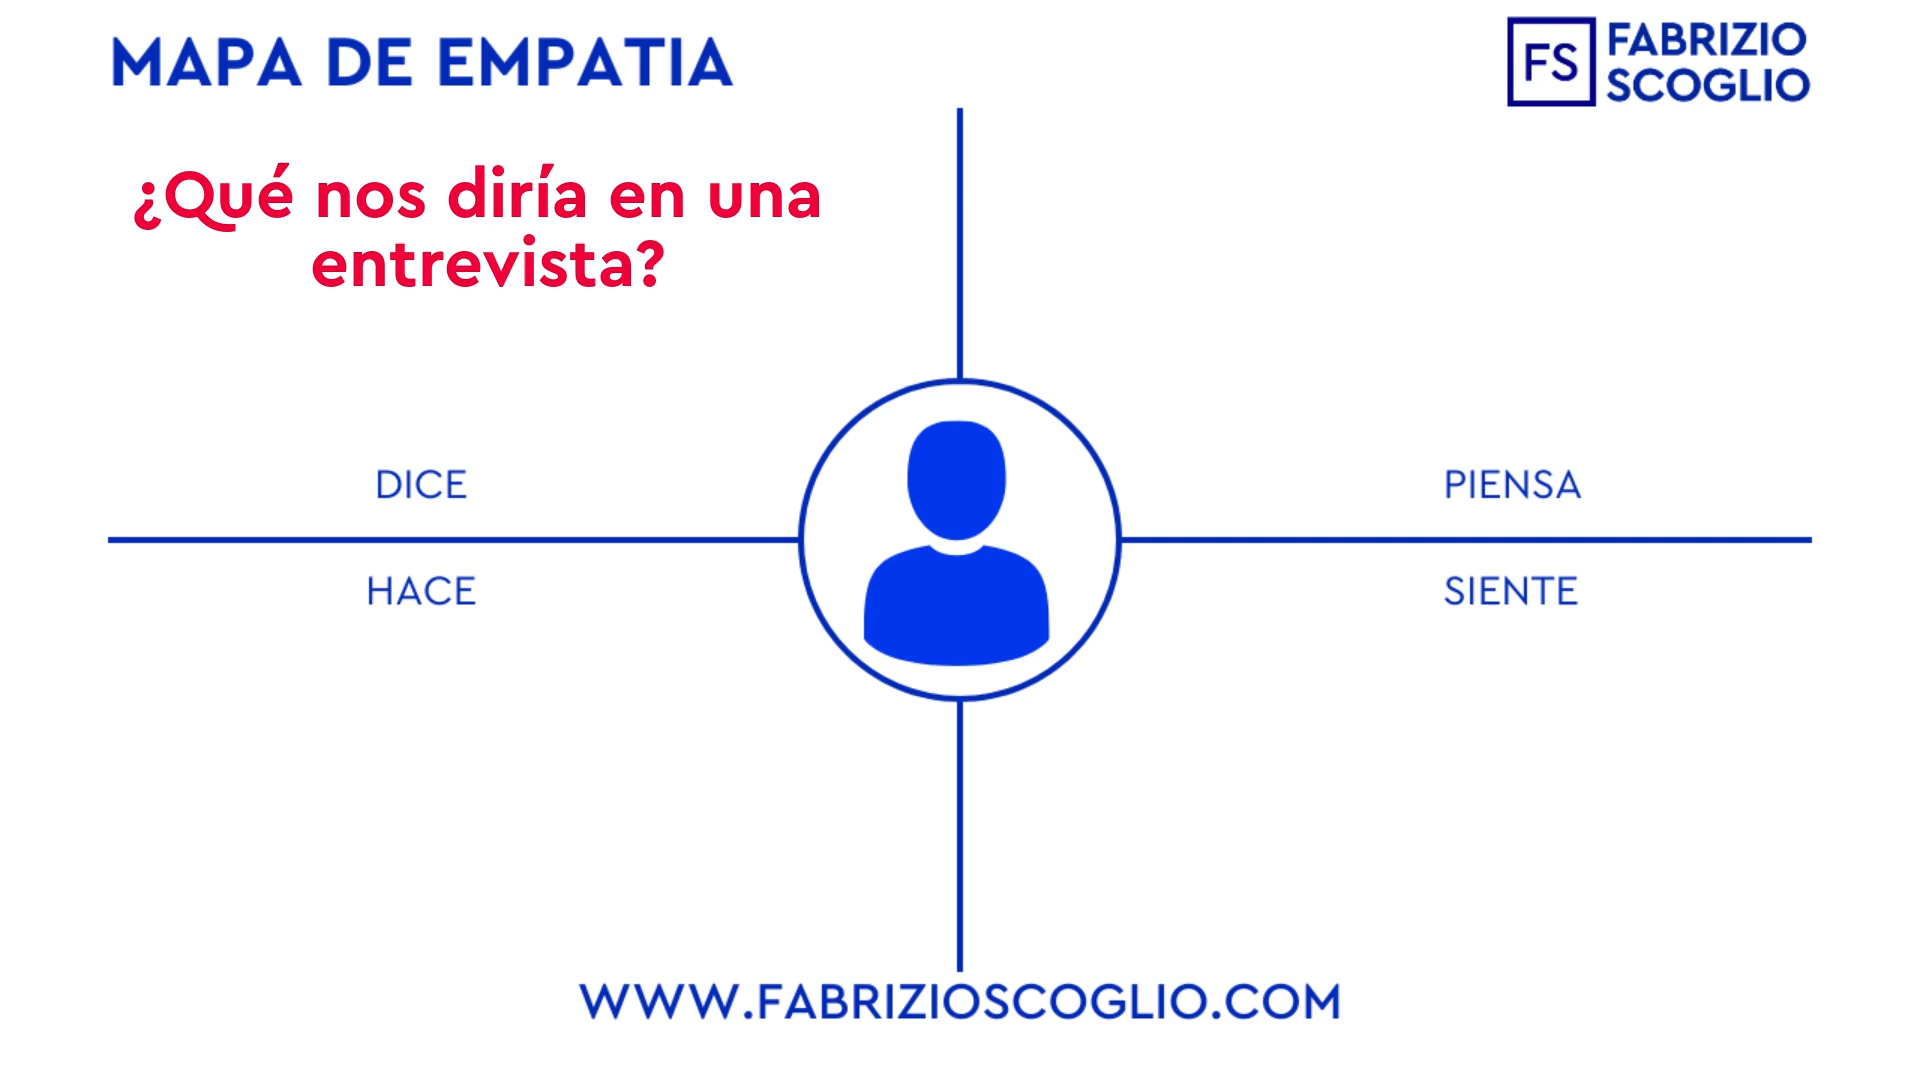 MAPA DE EMPATIA
FS
FABRIZIO
SCOGLIO
¿Qué nos diría en una
entrevista?
DICE
PIENSA
HACE
SIENTE
WWW.FABRIZIOSCOGLIO.COM